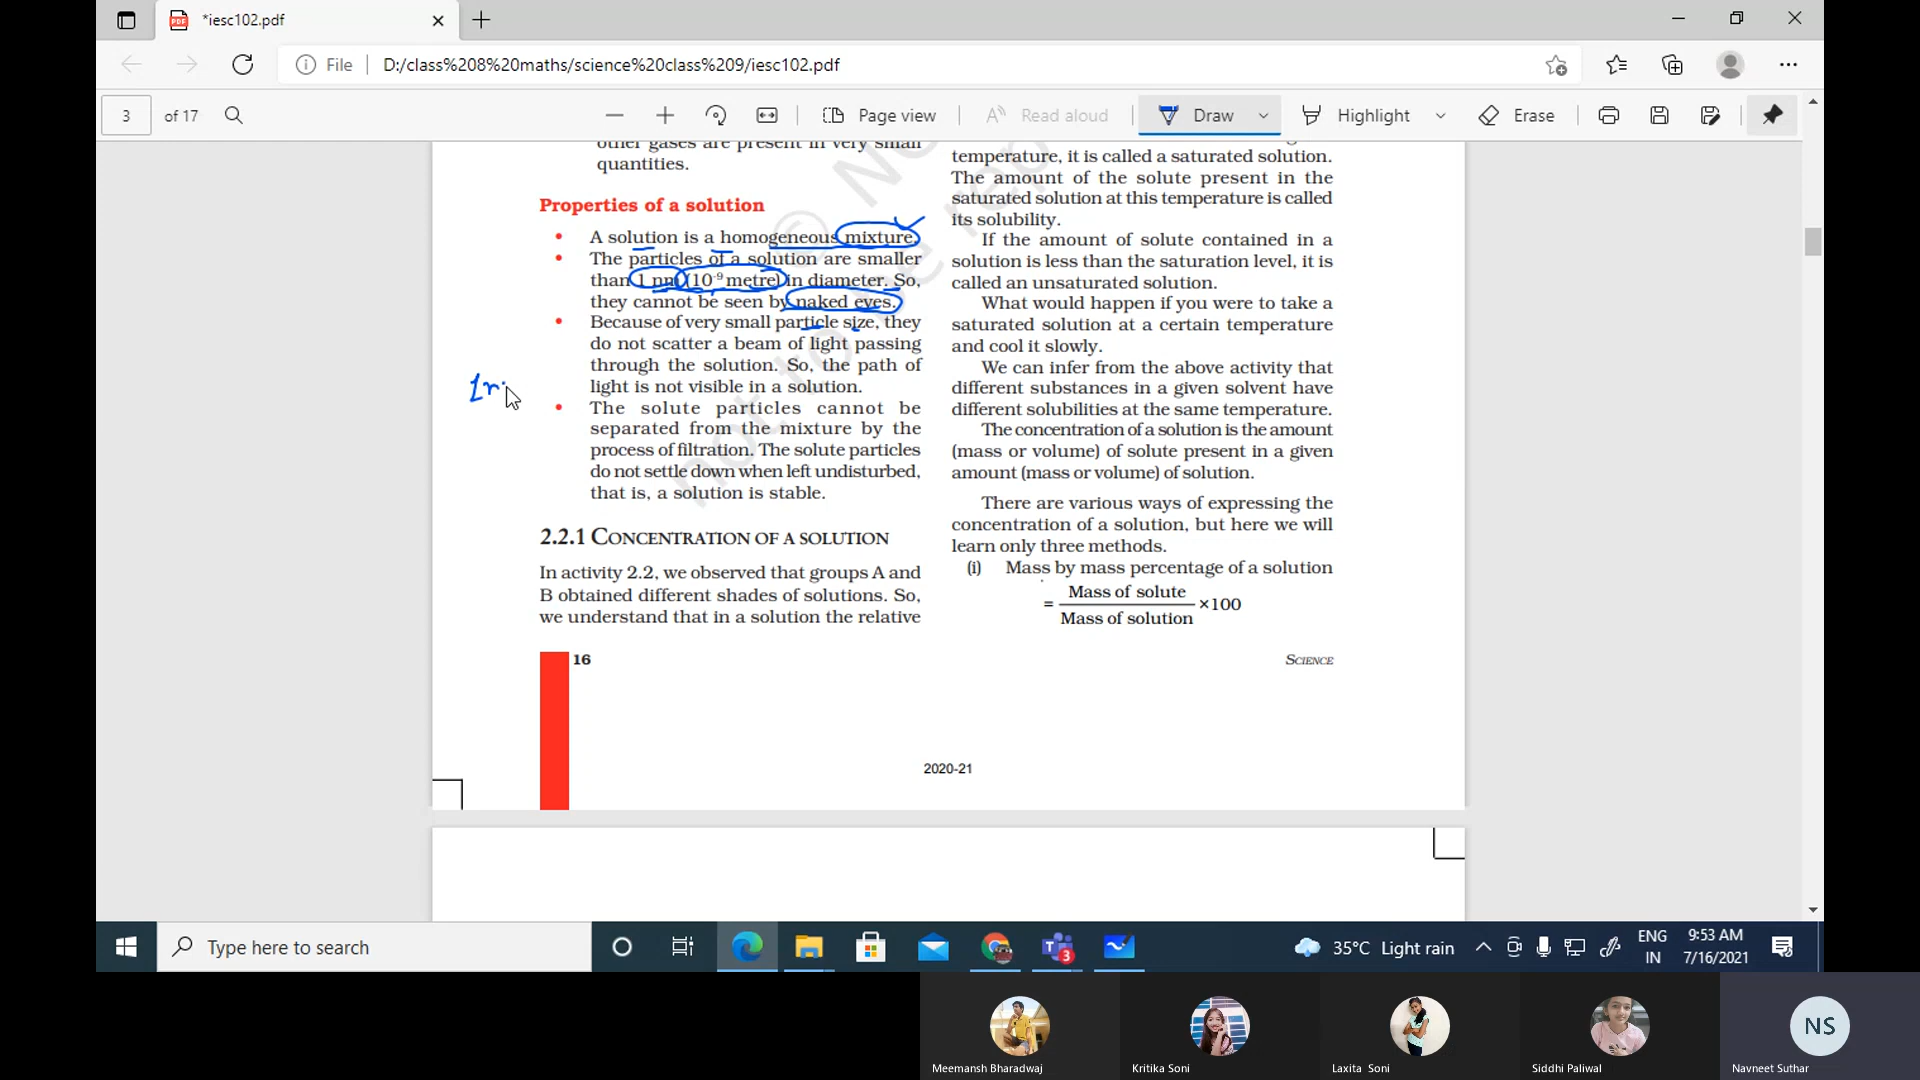 *iesc102.pdf
File
D:/class%208%20maths/science%20class%209/iesc102.pdf
3 of 17
Page view
Read aloud
Draw
Highlight
Erase
other gases are present in very small
quantities.
Properties of a solution
• A solution is a homogeneous mixture.
• The particles of a solution are smaller
than 1 nm (10-9 metre) in diameter. So,
they cannot be seen by naked eyes.
• Because of very small particle size, they
do not scatter a beam of light passing
through the solution. So, the path of
light is not visible in a solution.
• The solute particles cannot be
separated from the mixture by the
process of filtration. The solute particles
do not settle down when left undisturbed,
that is, a solution is stable.
2.2.1 CONCENTRATION OF A SOLUTION
In activity 2.2, we observed that groups A and
B obtained different shades of solutions. So,
we understand that in a solution the relative
16
temperature, it is called a saturated solution.
The amount of the solute present in the
saturated solution at this temperature is called
its solubility.
If the amount of solute contained in a
solution is less than the saturation level, it is
called an unsaturated solution.
What would happen if you were to take a
saturated solution at a certain temperature
and cool it slowly.
We can infer from the above activity that
different substances in a given solvent have
different solubilities at the same temperature.
The concentration of a solution is the amount
(mass or volume) of solute present in a given
amount (mass or volume) of solution.
There are various ways of expressing the
concentration of a solution, but here we will
learn only three methods.
(i) Mass by mass percentage of a solution
= Mass of solute
Mass of solution ×100
SCIENCE
2020-21
Type here to search
3
35°C Light rain
ENG
IN
9:53 AM
7/16/2021
NS
Meemansh Bharadwaj
Kritika Soni
Laxita Soni
Siddhi Paliwal
Navneet Suthar